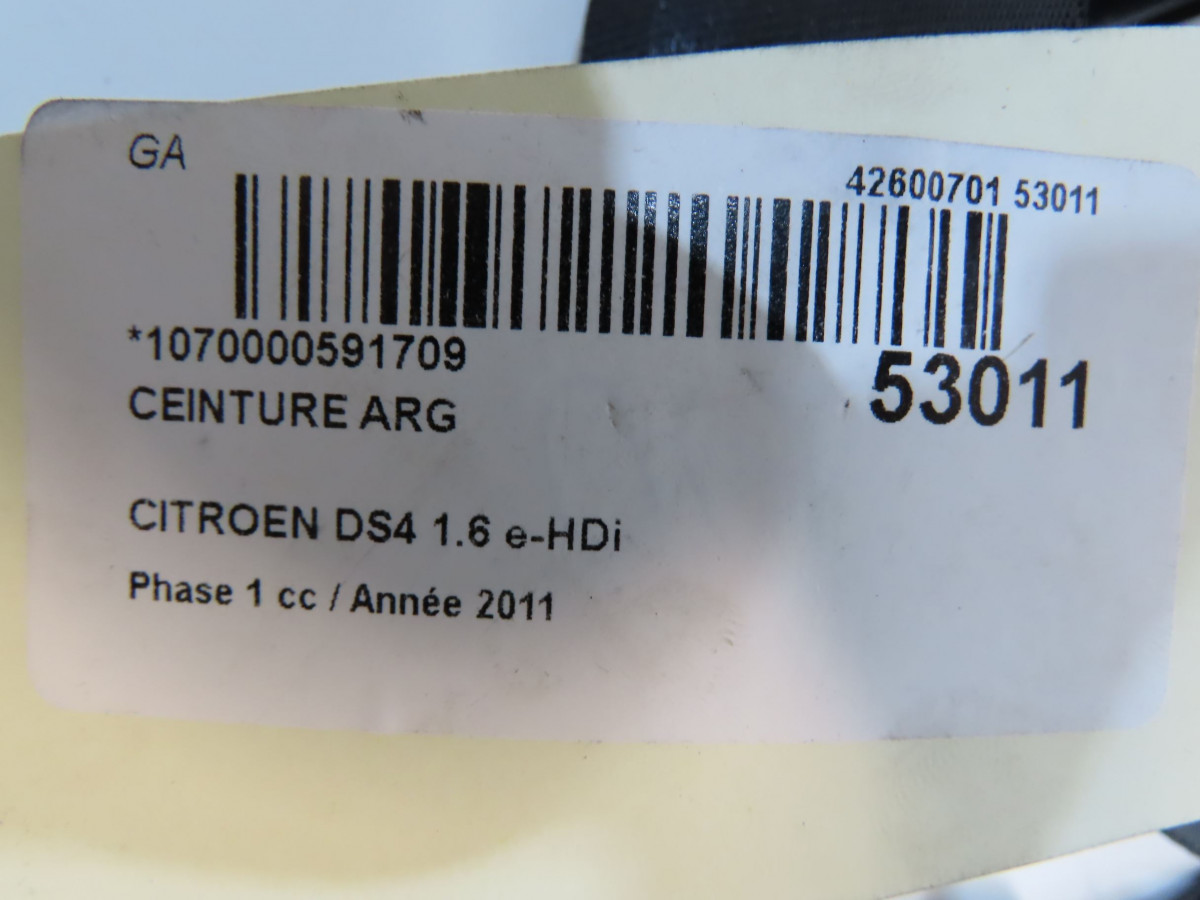 GA
42600701 53011
*1070000591709
53011
CEINTURE ARG
CITROEN DS4 1.6 e-HDi
Phase 1 cc / Année 2011